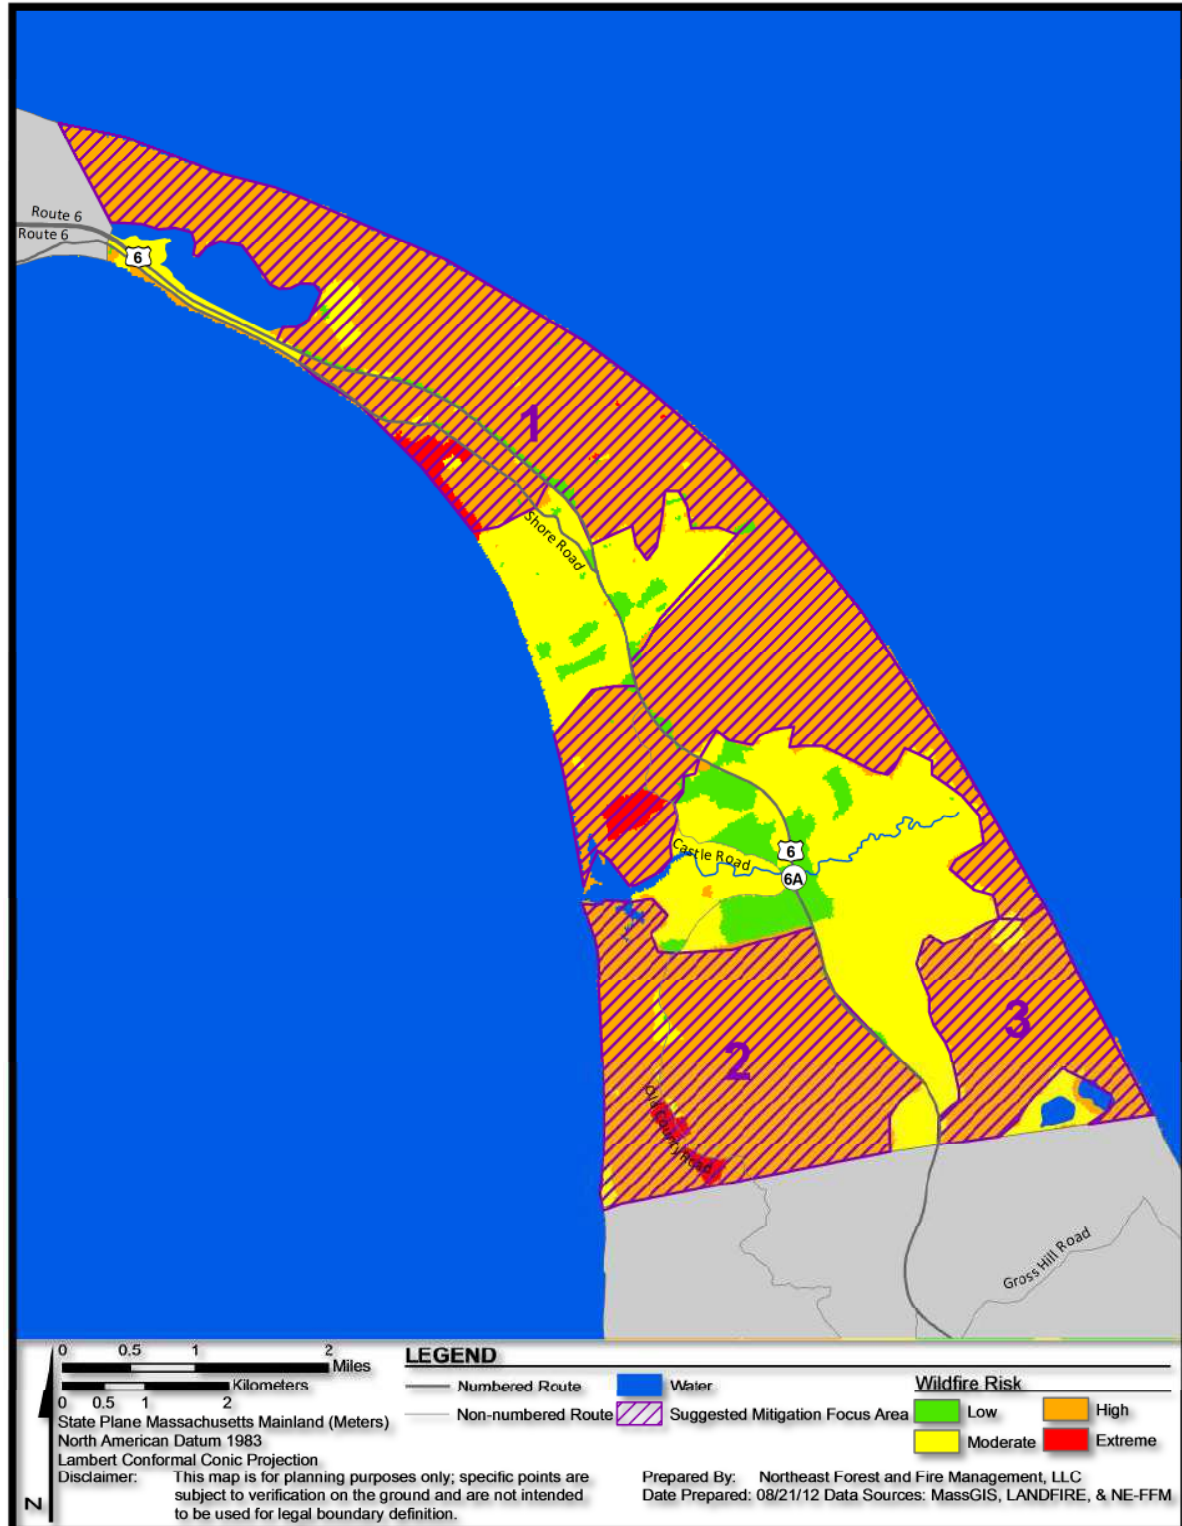 Route 6
Route 6
6
1
Shore Road
Castle Road
6
6A
3
2
Old County Road
Gross Hill Road
0 0.5 1 2
Miles
Kilometers
0 0.5 1 2
State Plane Massachusetts Mainland (Meters)
North American Datum 1983
Lambert Conformal Conic Projection
Disclaimer: This map is for planning purposes only; specific points are
subject to verification on the ground and are not intended
to be used for legal boundary definition.
N
LEGEND
Numbered Route
Water
Non-numbered Route
Suggested Mitigation Focus Area
Wildfire Risk
Low
High
Moderate
Extreme
Prepared By: Northeast Forest and Fire Management, LLC
Date Prepared: 08/21/12 Data Sources: MassGIS, LANDFIRE, & NE-FFM